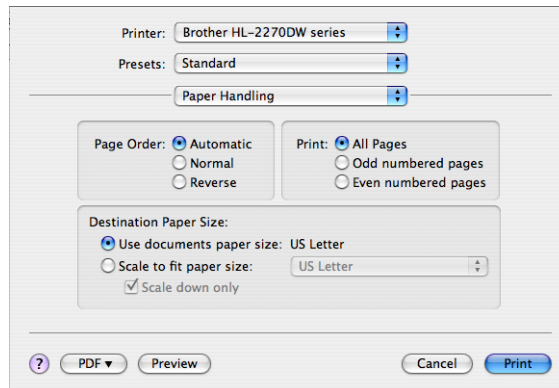 Printer: Brother HL-2270DW series
Presets: Standard
Paper Handling
Page Order: Automatic
Normal
Reverse
Print: All Pages
Odd numbered pages
Even numbered pages
Destination Paper Size:
Use documents paper size: US Letter
Scale to fit paper size: US Letter
Scale down only
? PDF ▾ Preview Cancel Print